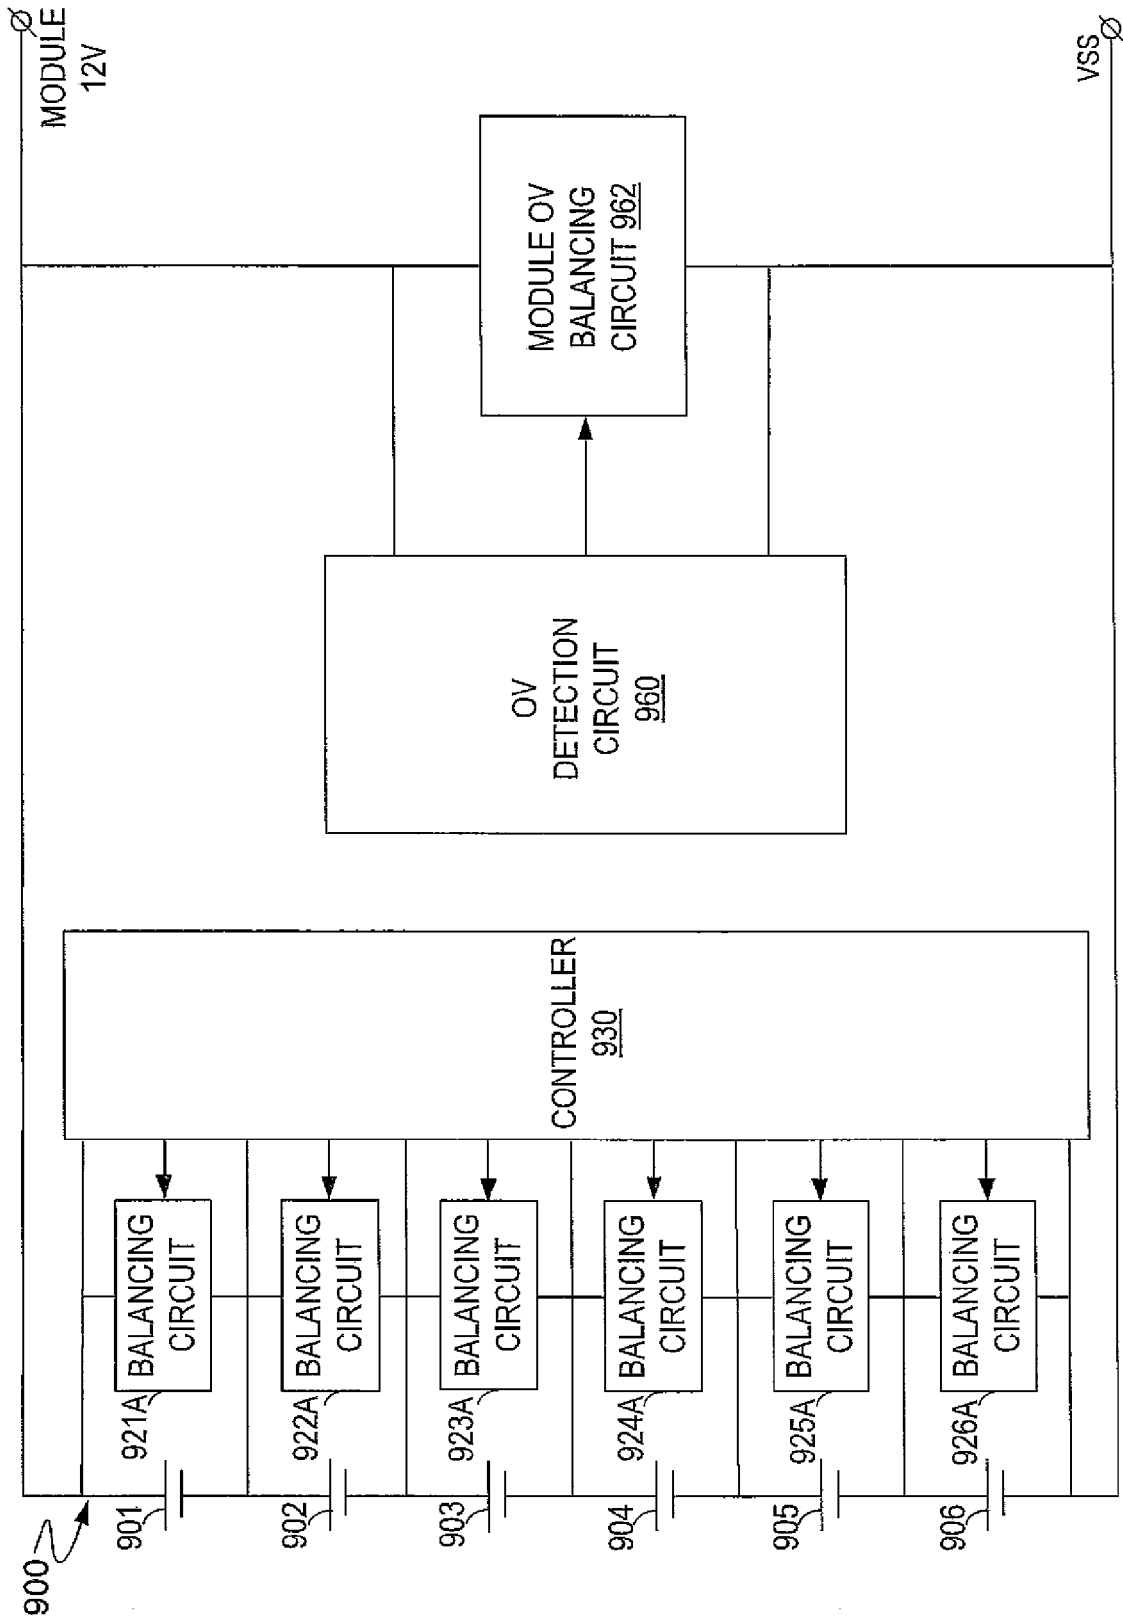 900
901
921A
BALANCING
CIRCUIT
902
922A
BALANCING
CIRCUIT
903
923A
BALANCING
CIRCUIT
904
924A
BALANCING
CIRCUIT
905
925A
BALANCING
CIRCUIT
906
926A
BALANCING
CIRCUIT
CONTROLLER
930
OV
DETECTION
CIRCUIT
960
MODULE OV
BALANCING
CIRCUIT 962
MODULE
12V
VSS